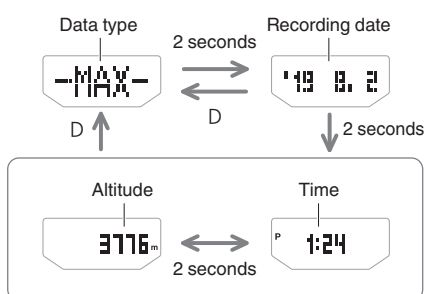 Data type
Recording date
2 seconds
-MAX-
'19 8. 2
D
D
2 seconds
Altitude
Time
3776m
P 1:24
2 seconds